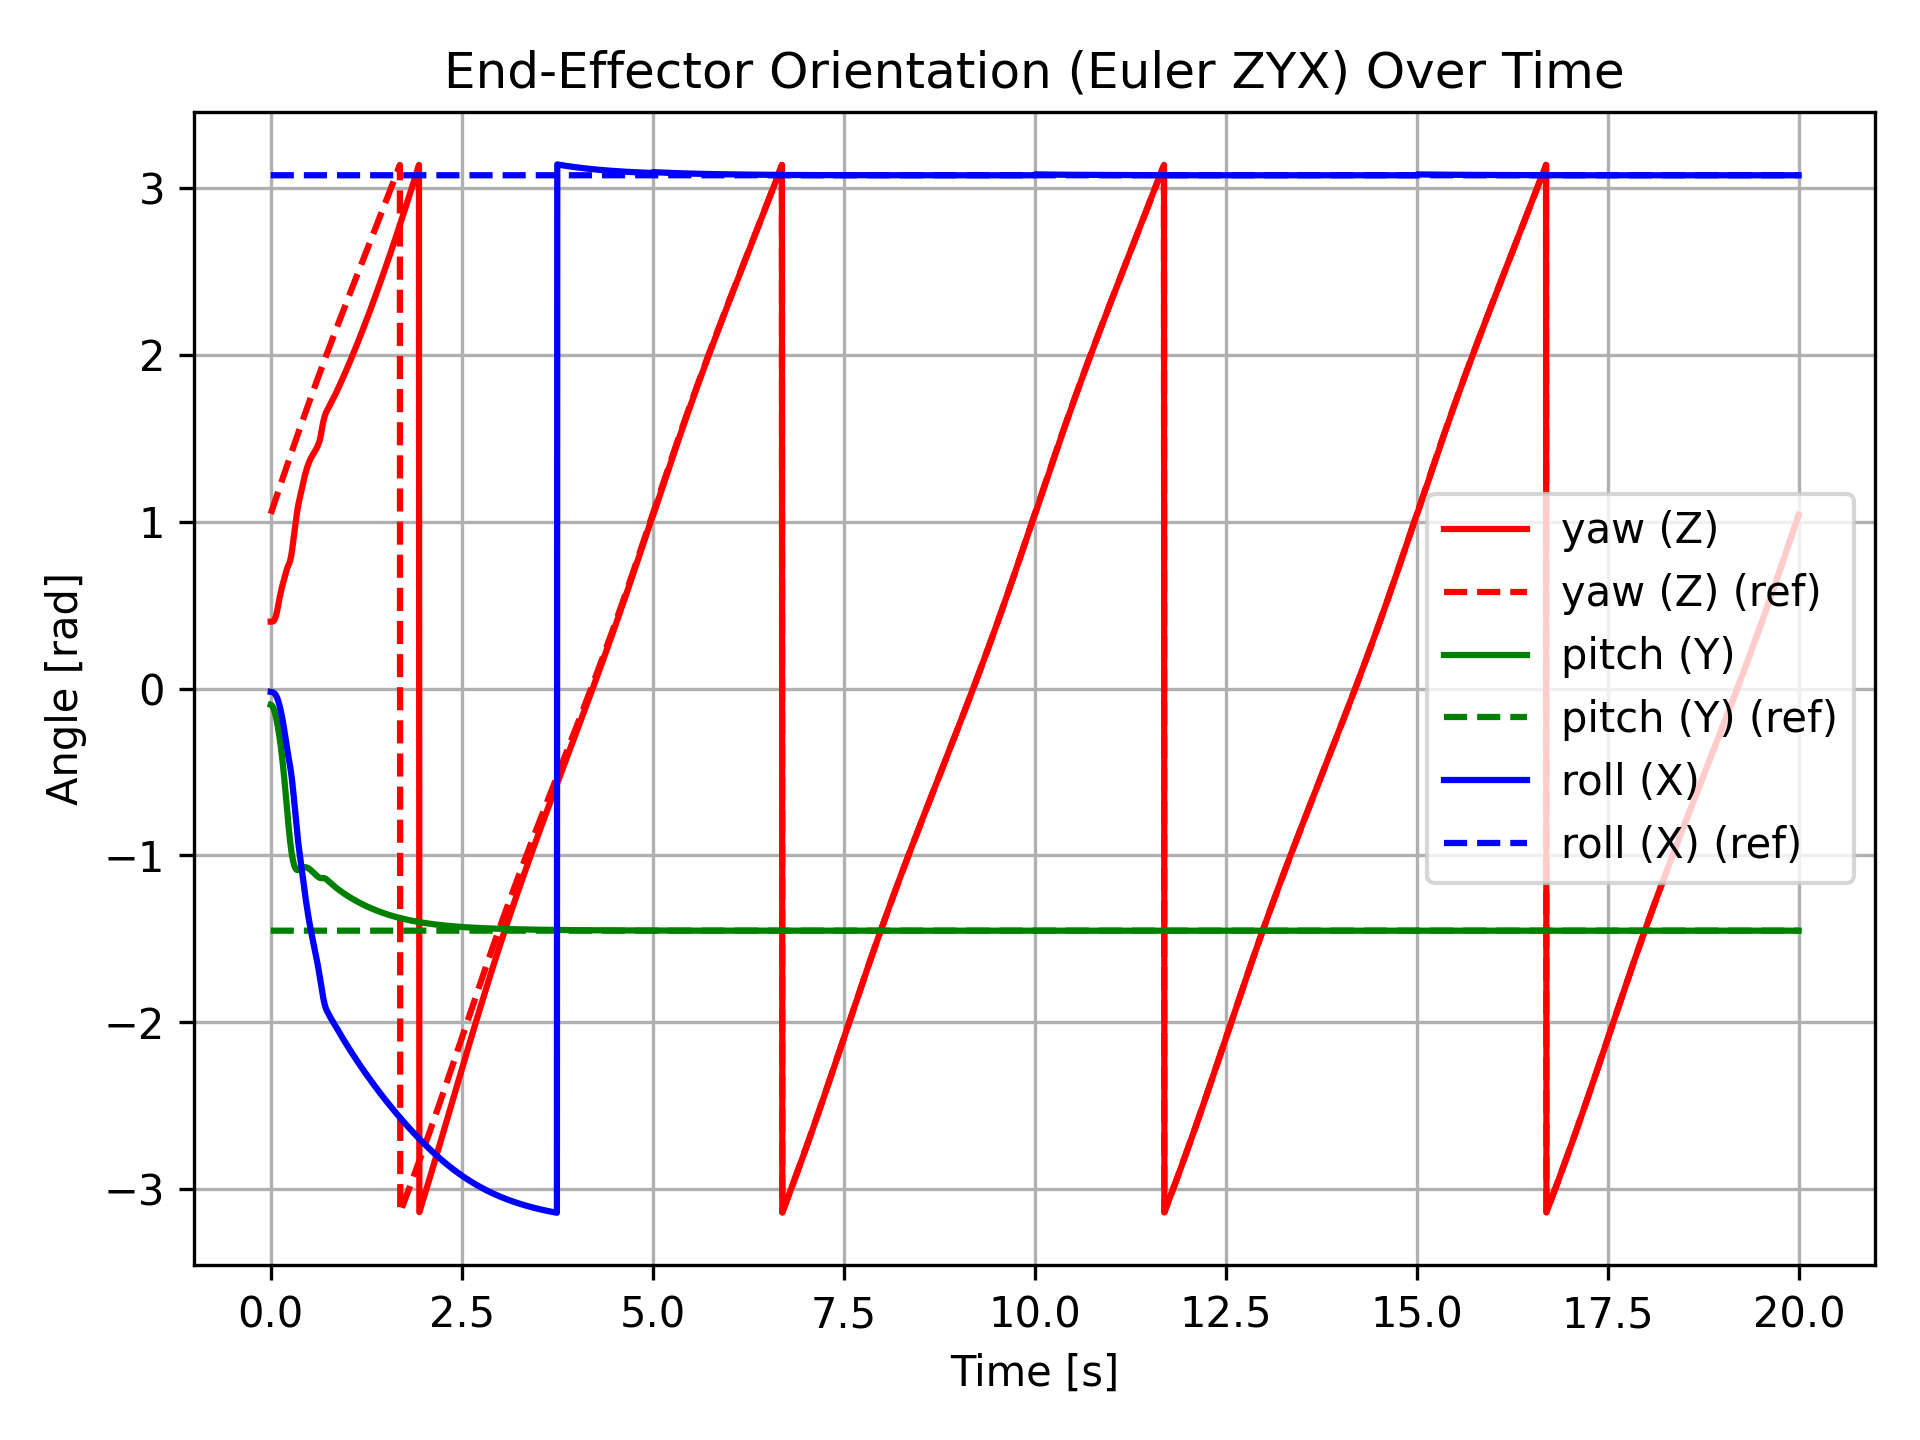 End-Effector Orientation (Euler ZYX) Over Time
Angle [rad]
3
2
1
0
−1
−2
−3
yaw (Z)
yaw (Z) (ref)
pitch (Y)
pitch (Y) (ref)
roll (X)
roll (X) (ref)
0.0 2.5 5.0 7.5 10.0 12.5 15.0 17.5 20.0
Time [s]